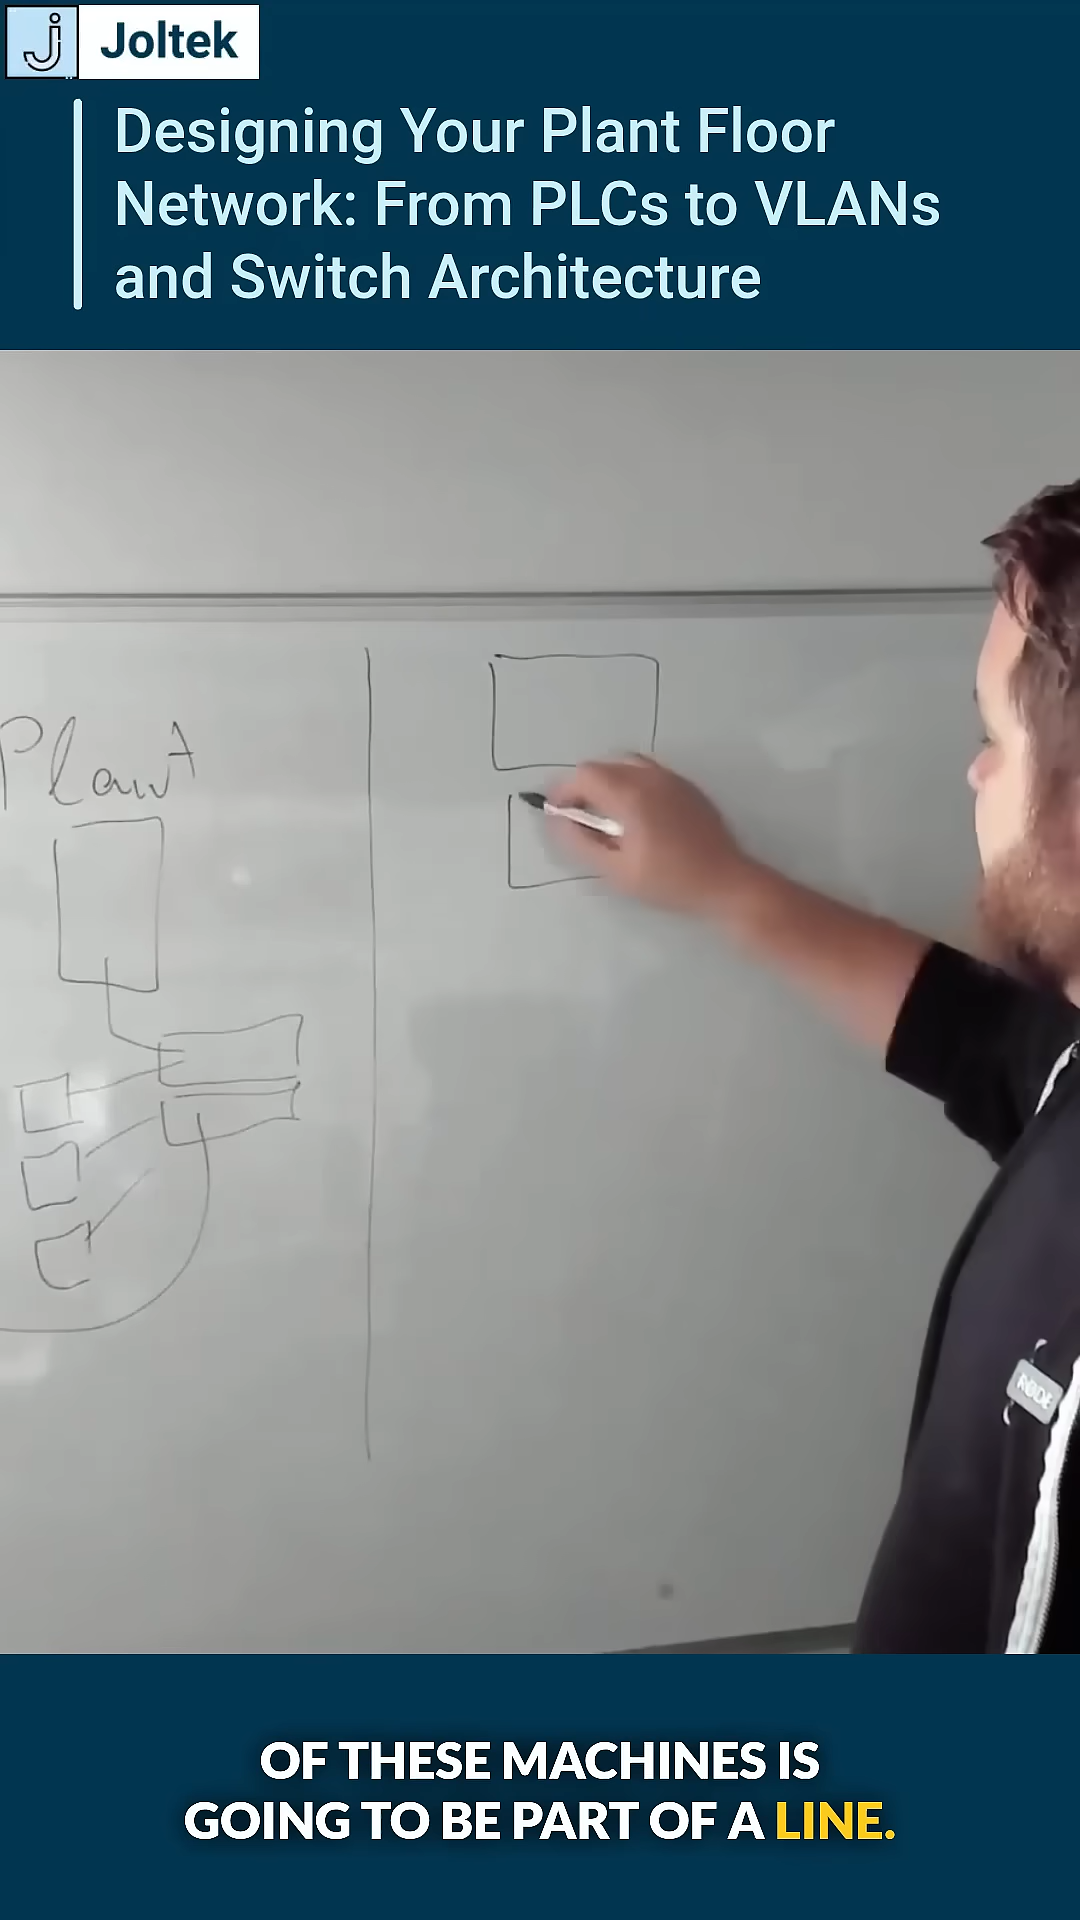 Joltek
Designing Your Plant Floor
Network: From PLCs to VLANs
and Switch Architecture
Plant
RØDE
OF THESE MACHINES IS
GOING TO BE PART OF A LINE.